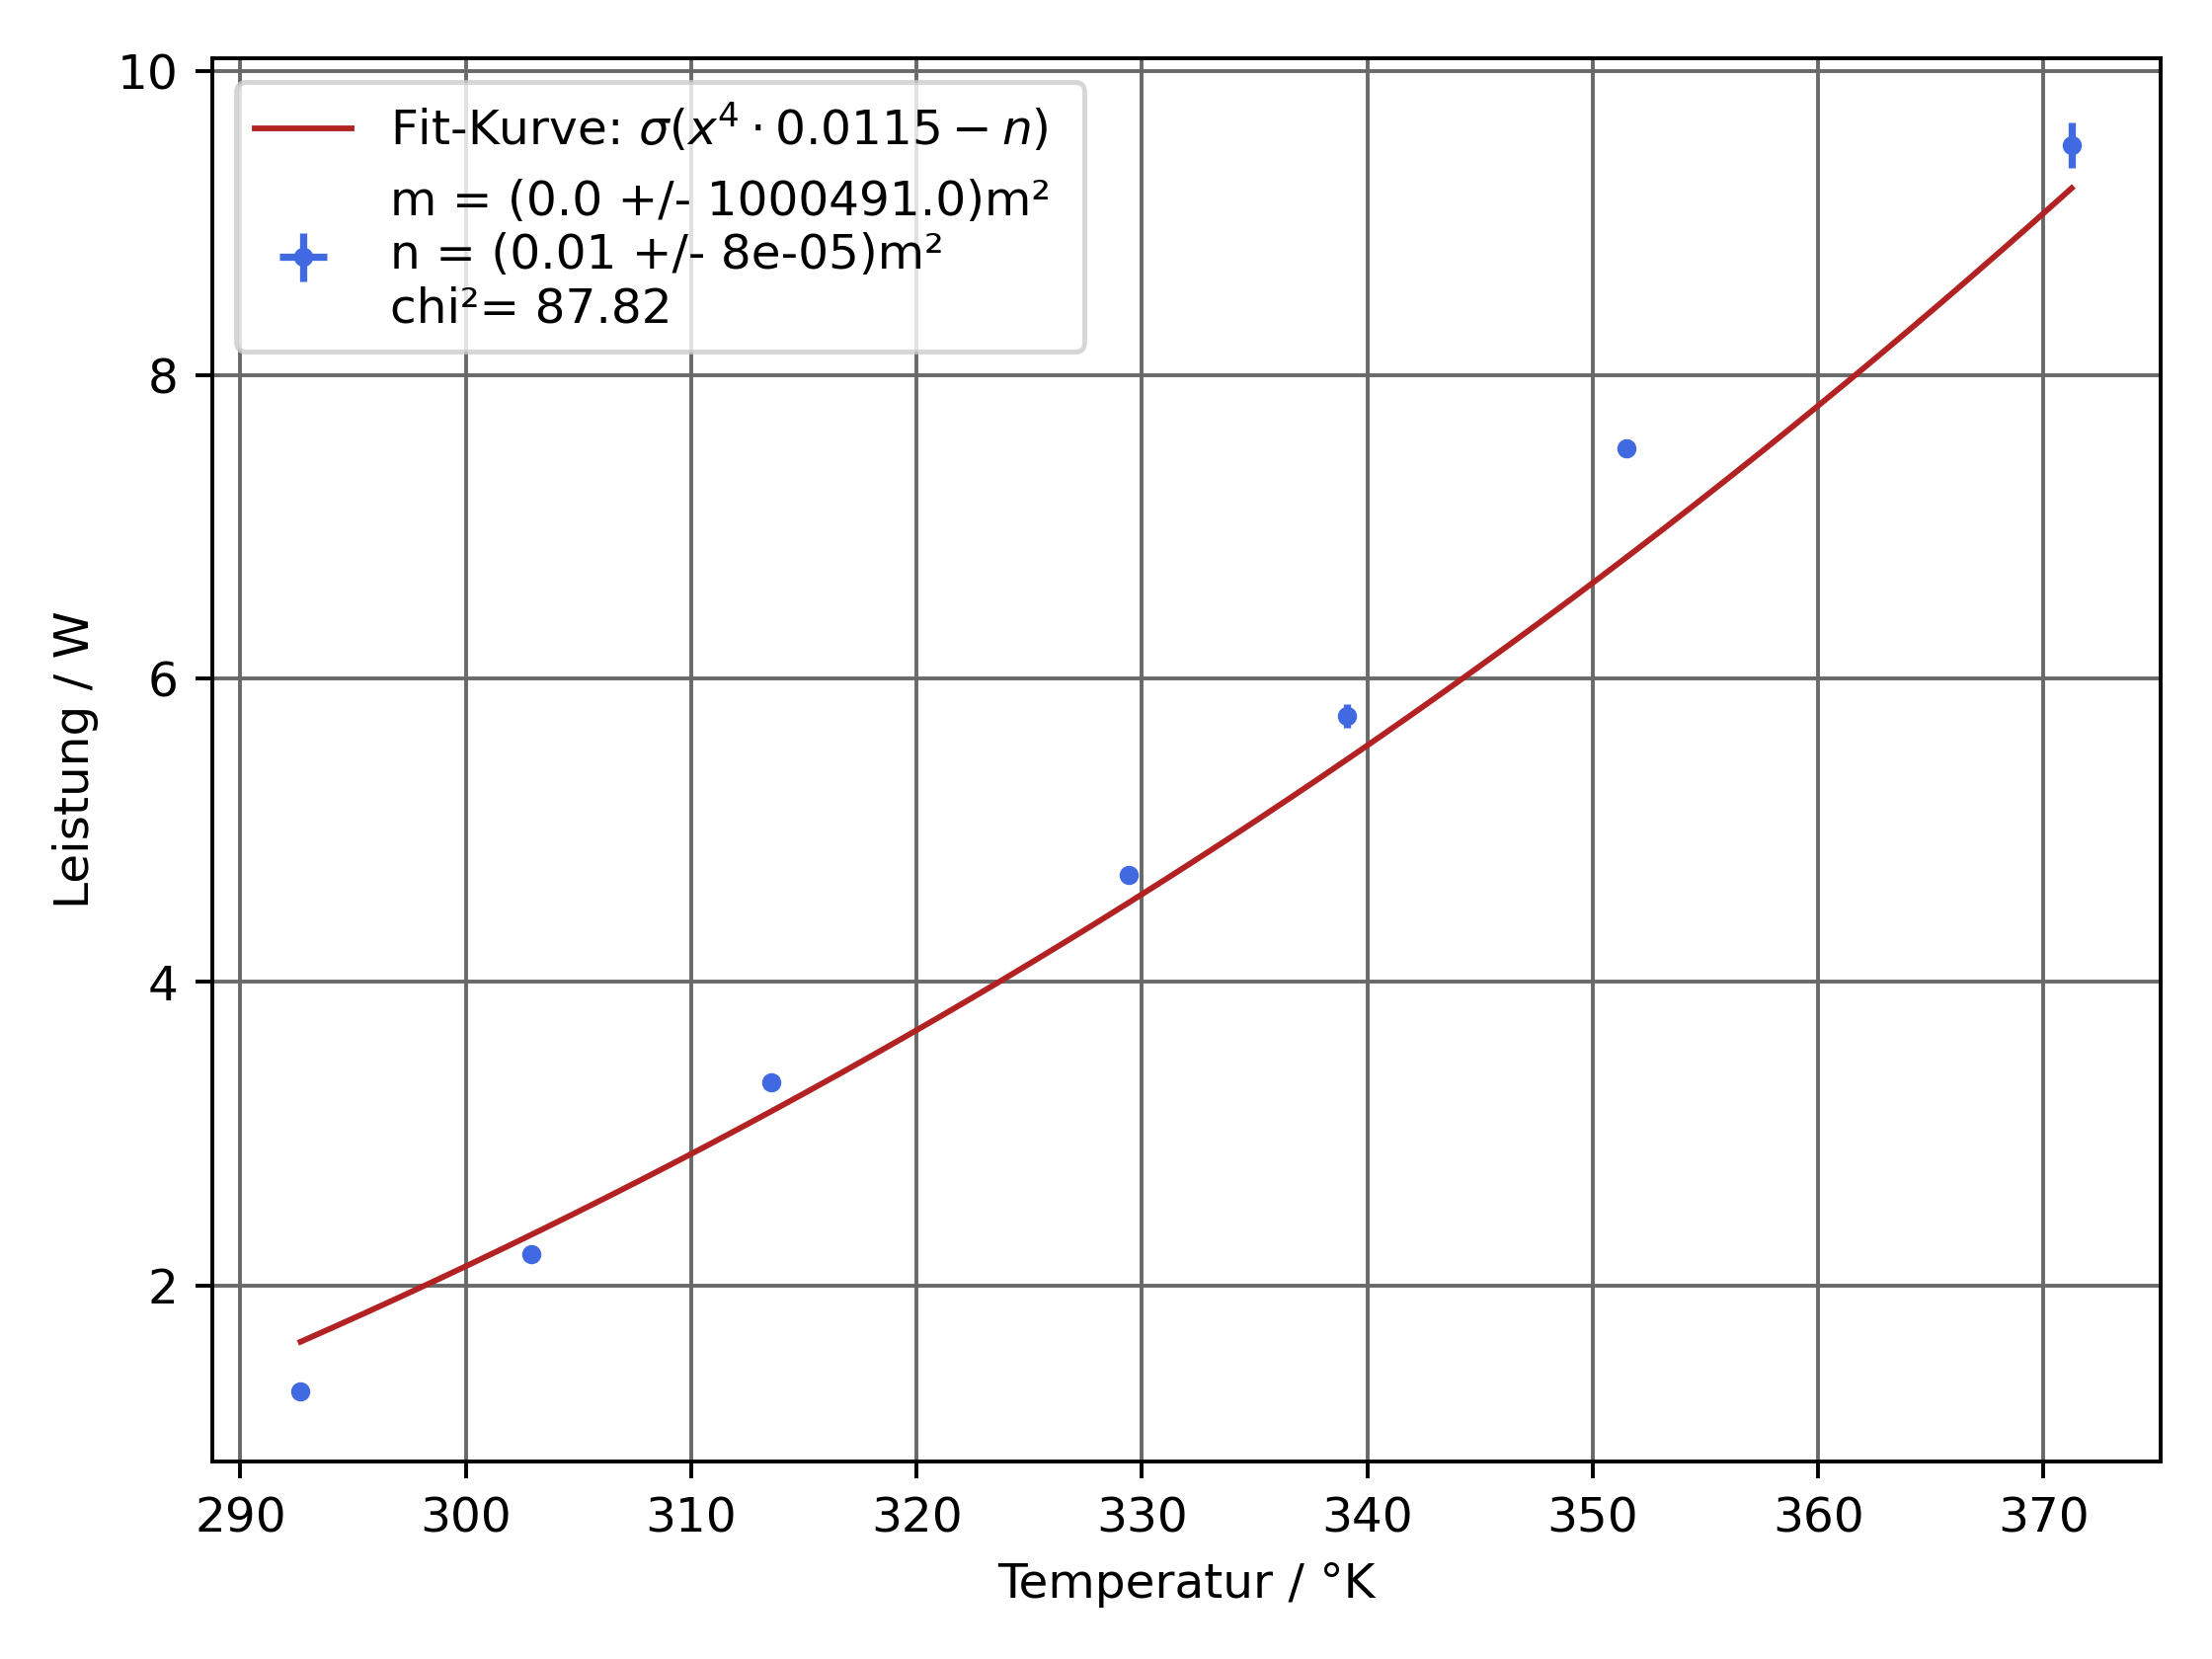 Fit-Kurve: σ(x⁴ · 0.0115 − n)
m = (0.0 +/- 1000491.0)m²
n = (0.01 +/- 8e-05)m²
chi²= 87.82
Leistung / W
10
8
6
4
2
290 300 310 320 330 340 350 360 370
Temperatur / °K